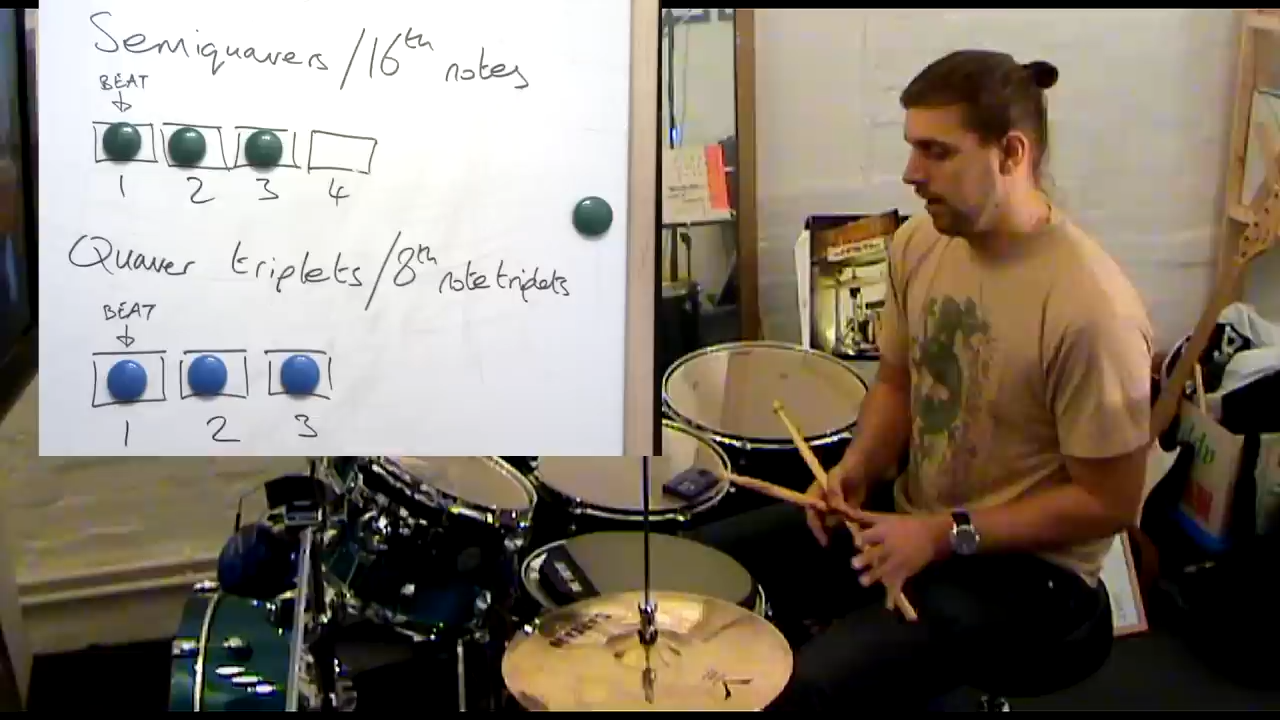 Semiquavers / 16th notes
BEAT
1 2 3 4
Quaver triplets / 8th note triplets
BEAT
1 2 3